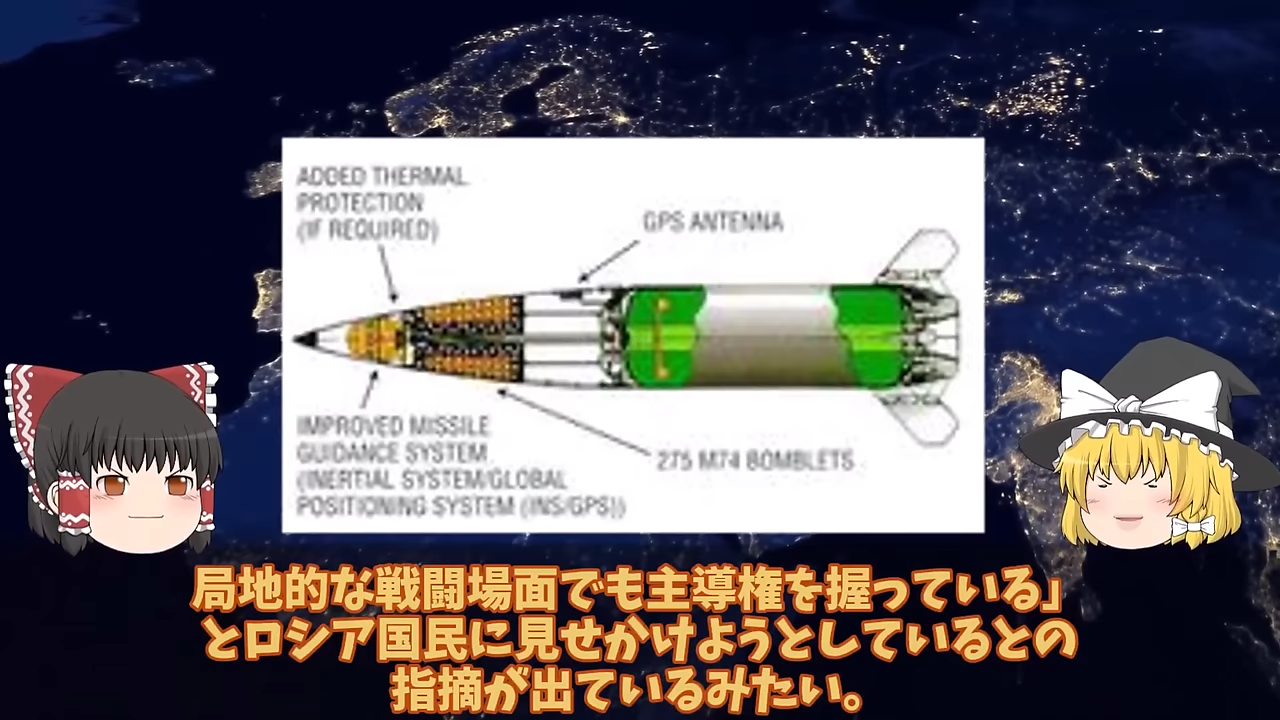 ADDED THERMAL
PROTECTION
(IF REQUIRED)
GPS ANTENNA
IMPROVED MISSILE
GUIDANCE SYSTEM
(INERTIAL SYSTEM/GLOBAL
POSITIONING SYSTEM (INS/GPS))
275 M74 BOMBLETS
局地的な戦闘場面でも主導権を握っている」
とロシア国民に見せかけようとしているとの
指摘が出ているみたい。